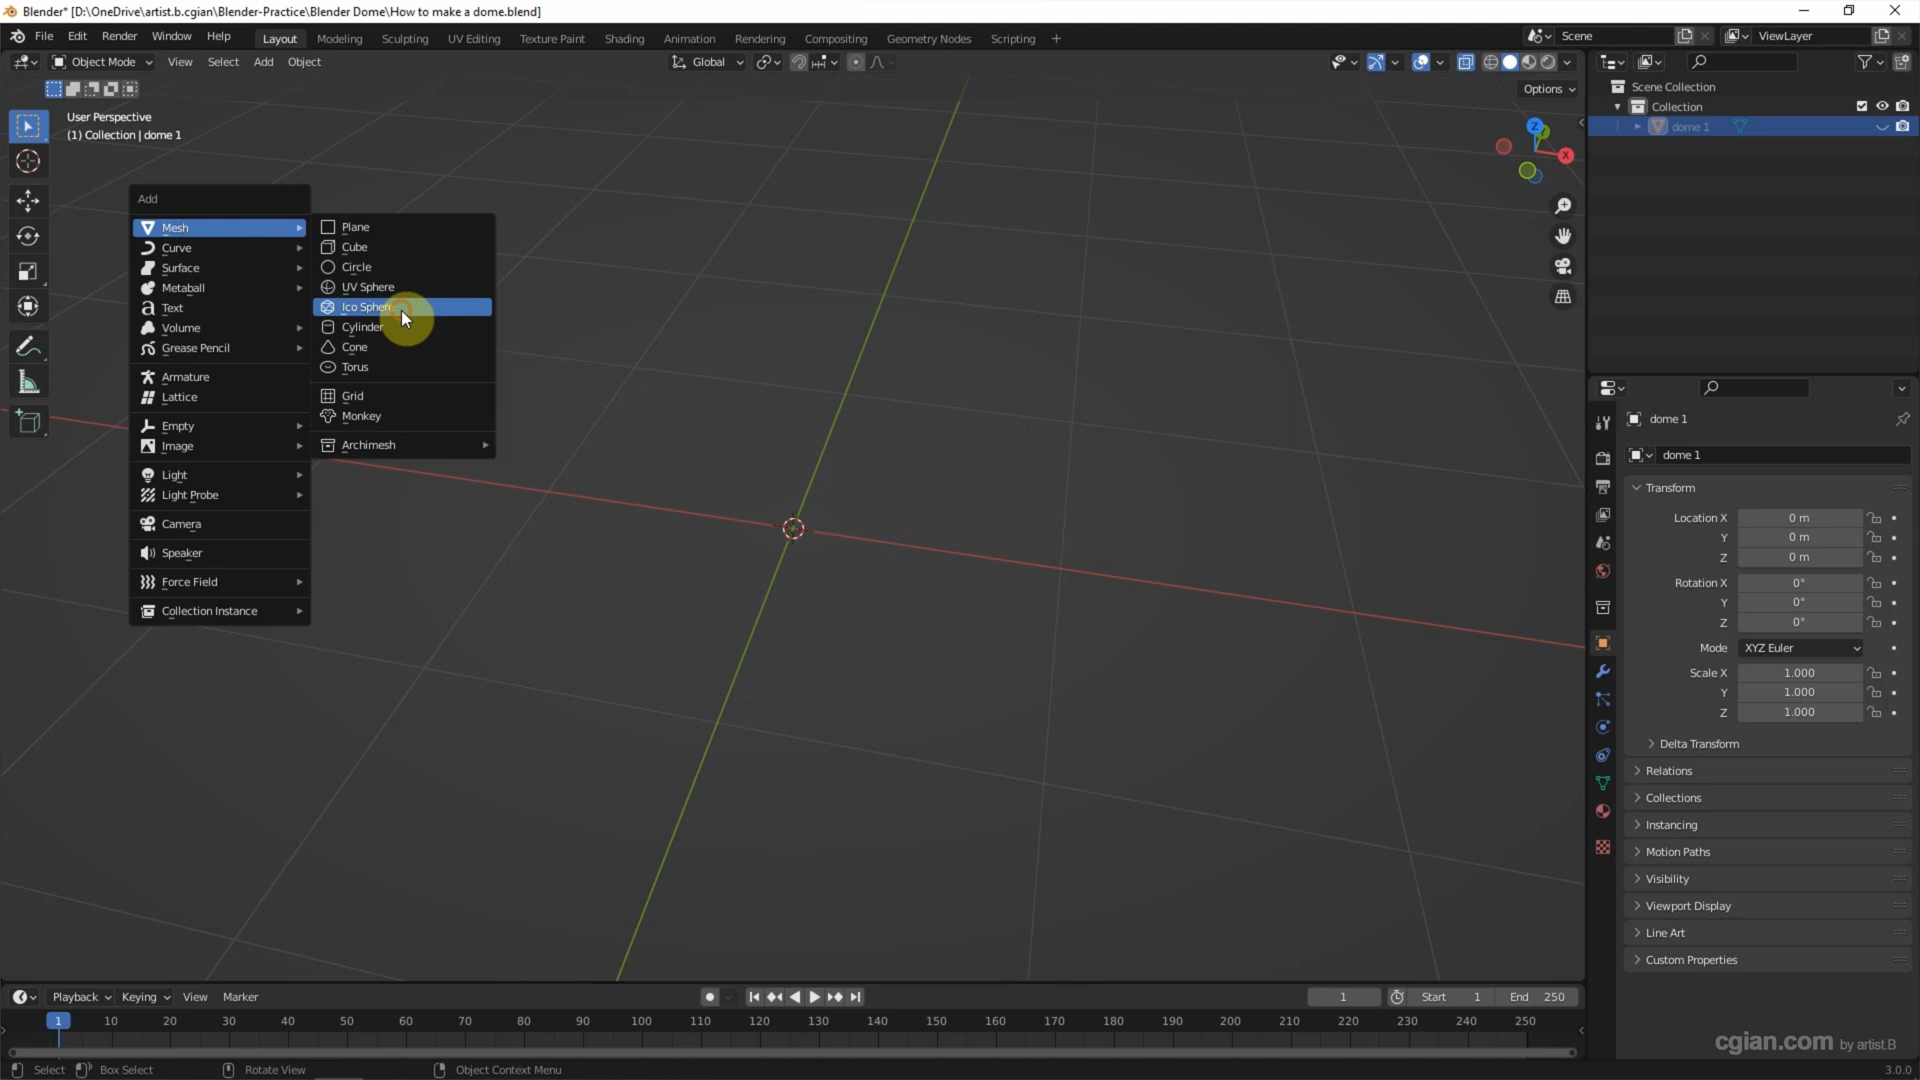 Blender* [D:\OneDrive\artist.b.cgian\Blender-Practice\Blender Dome\How to make a dome.blend]
File Edit Render Window Help Layout Modeling Sculpting UV Editing Texture Paint Shading Animation Rendering Compositing Geometry Nodes Scripting + Scene ViewLayer
Object Mode View Select Add Object Global
Options
User Perspective
(1) Collection | dome 1
Scene Collection
Collection
dome 1
Z
X
Add
Mesh
Curve
Surface
Metaball
Text
Volume
Grease Pencil
Armature
Lattice
Empty
Image
Light
Light Probe
Camera
Speaker
Force Field
Collection Instance
Plane
Cube
Circle
UV Sphere
Ico Sphere
Cylinder
Cone
Torus
Grid
Monkey
Archimesh
dome 1
dome 1
Transform
Location X 0 m
Y 0 m
Z 0 m
Rotation X 0°
Y 0°
Z 0°
Mode XYZ Euler
Scale X 1.000
Y 1.000
Z 1.000
Delta Transform
Relations
Collections
Instancing
Motion Paths
Visibility
Viewport Display
Line Art
Custom Properties
Playback Keying View Marker 1 Start 1 End 250
1 10 20 30 40 50 60 70 80 90 100 110 120 130 140 150 160 170 180 190 200 210 220 230 240 250
cgian.com by artist.B
Select Box Select Rotate View Object Context Menu 3.0.0